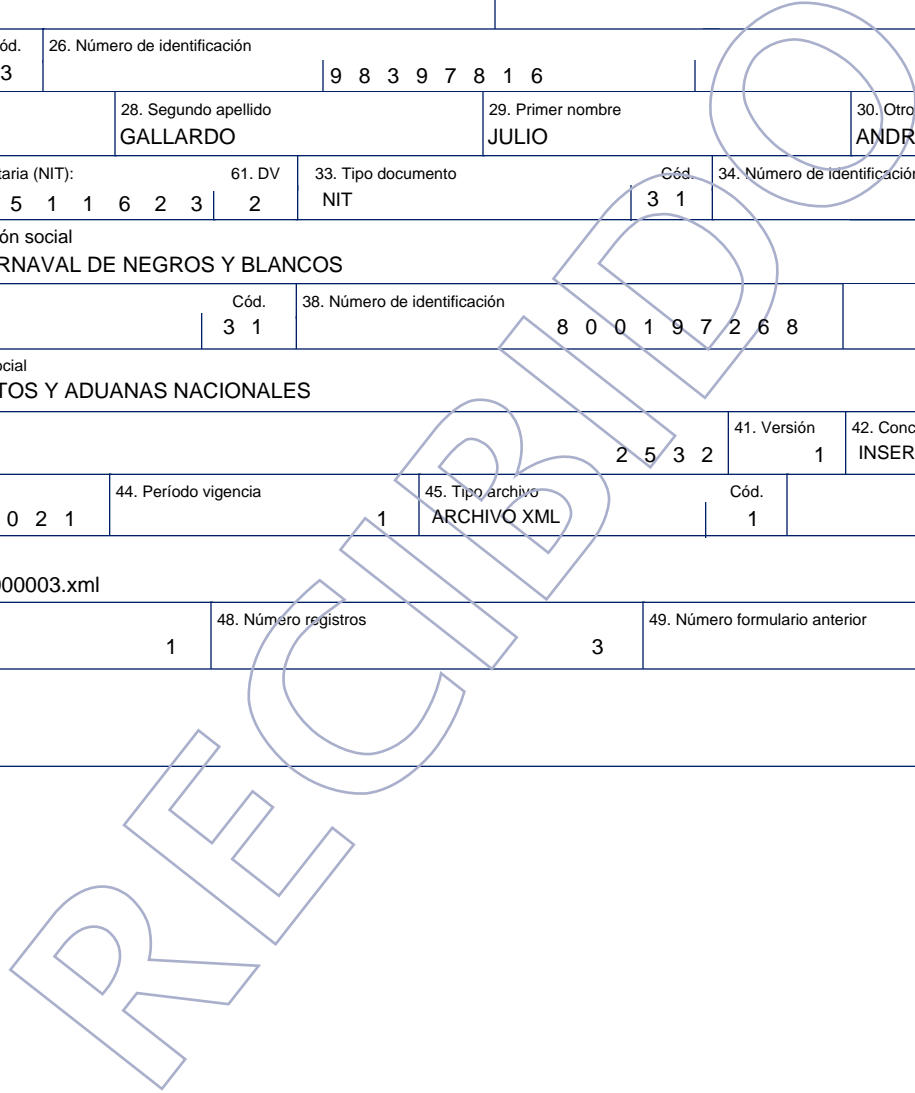 ód. 26. Número de identificación
3 9 8 3 9 7 8 1 6
28. Segundo apellido 29. Primer nombre 30. Otro
GALLARDO JULIO ANDR
taria (NIT): 61. DV 33. Tipo documento Cód. 34. Número de identificación
5 1 1 6 2 3 2 NIT 3 1
ón social
RNAVAL DE NEGROS Y BLANCOS
Cód. 38. Número de identificación
3 1 8 0 0 1 9 7 2 6 8
ocial
TOS Y ADUANAS NACIONALES
41. Versión 42. Conc
2 5 3 2 1 INSER
44. Período vigencia 45. Tipo archivo Cód.
0 2 1 1 ARCHIVO XML 1
000003.xml
48. Número registros 49. Número formulario anterior
1 3
RECIBIDO